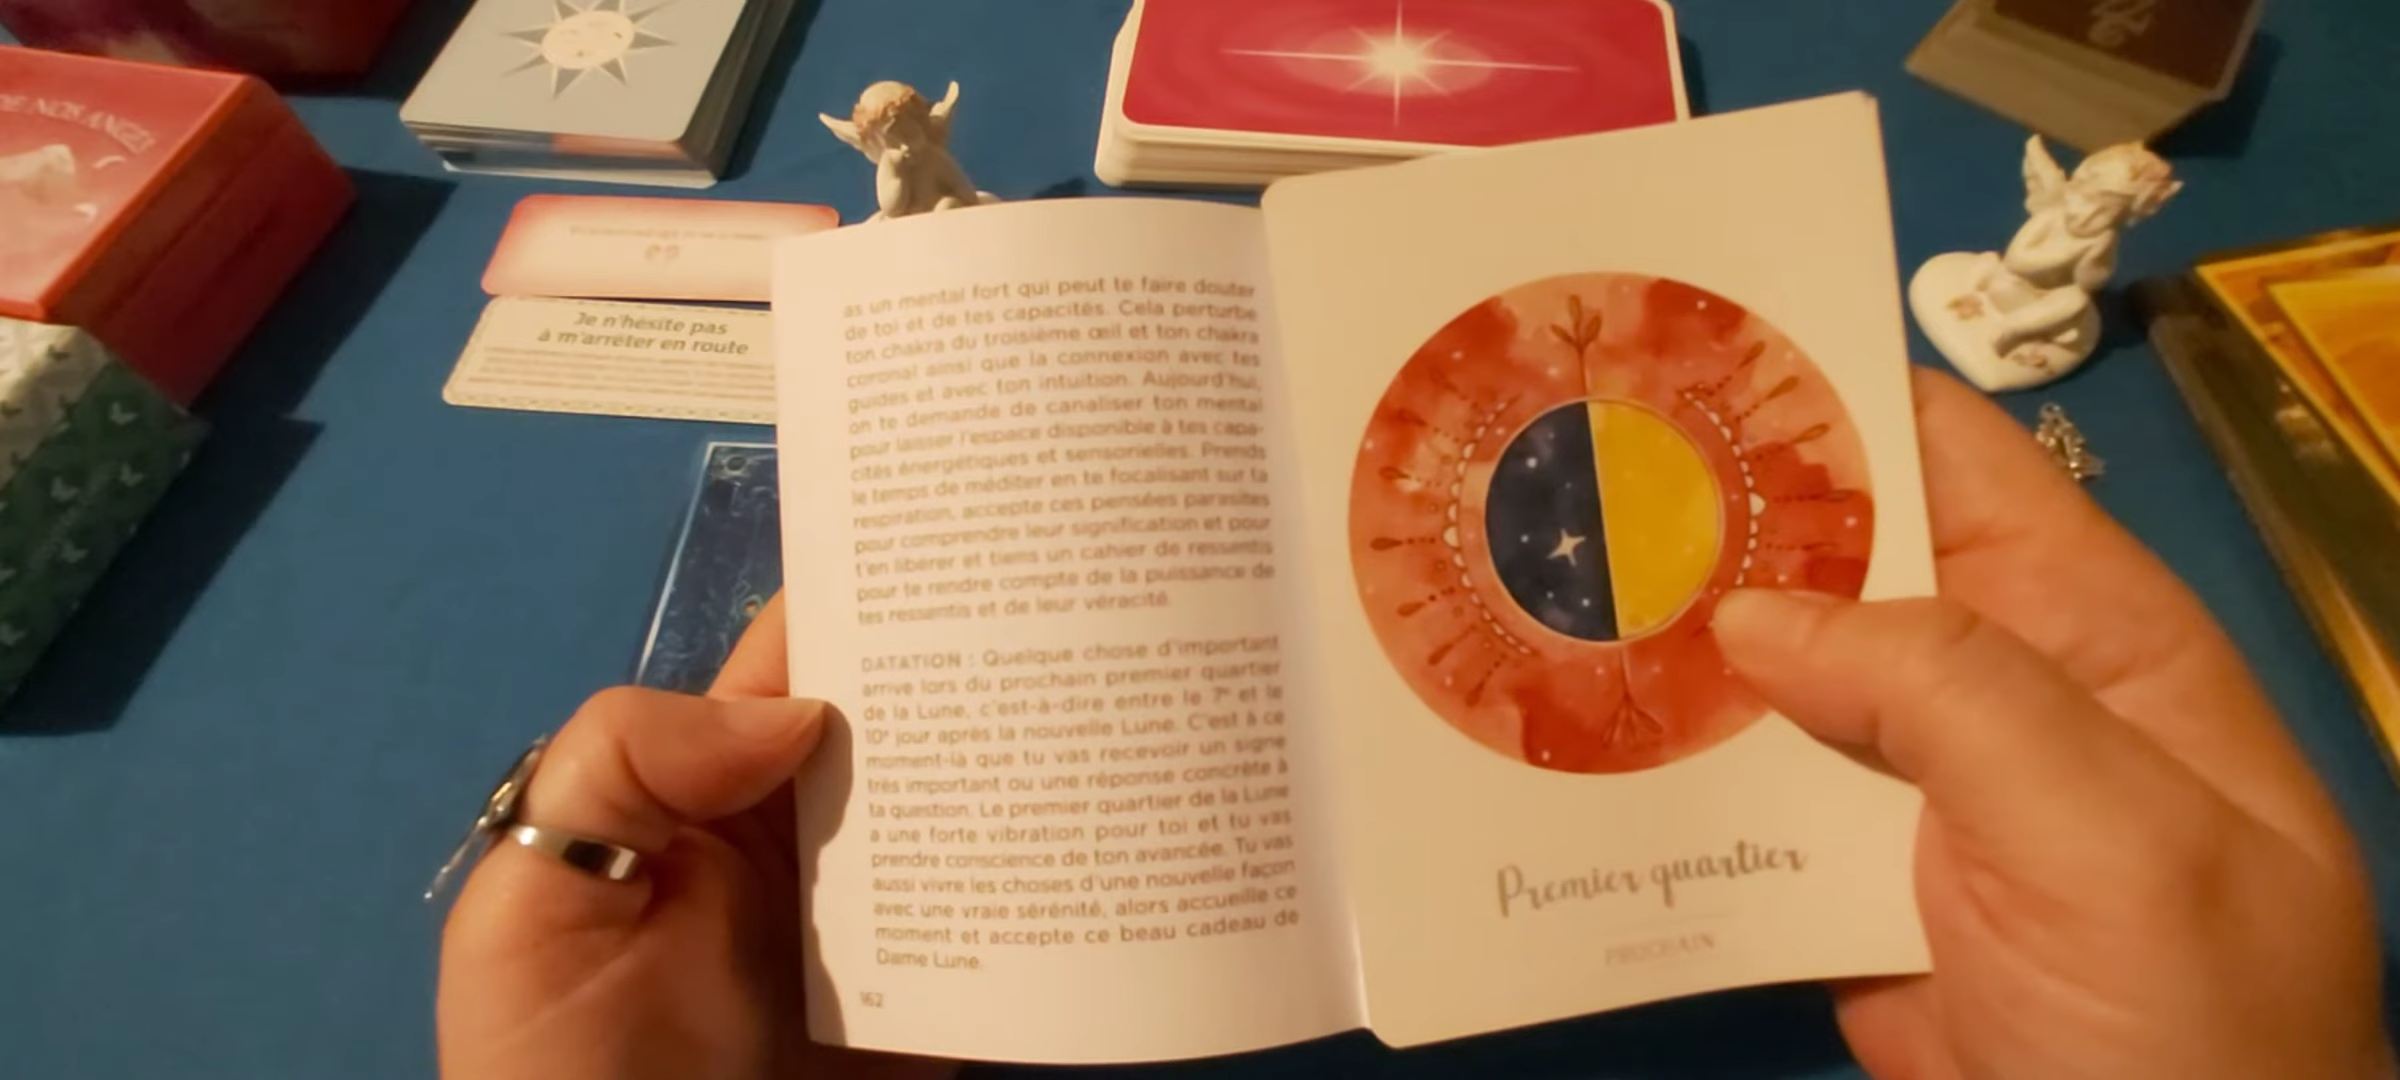 DE NOS ANGES
Je n'hésite pas
à m'arrêter en route
as un mental fort qui peut te faire douter
de toi et de tes capacités. Cela perturbe
ton chakra du troisième œil et ton chakra
coronal ainsi que la connexion avec tes
guides et avec ton intuition. Aujourd'hui,
on te demande de canaliser ton mental
pour laisser l'espace disponible à tes capa-
cités énergétiques et sensorielles. Prends
le temps de méditer en te focalisant sur ta
respiration, accepte ces pensées parasites
pour comprendre leur signification et pour
t'en libérer et tiens un cahier de ressentis
pour te rendre compte de la puissance de
tes ressentis et de leur véracité.
DATATION : Quelque chose d'important
arrive lors du prochain premier quartier
de la Lune, c'est-à-dire entre le 7e et le
10e jour après la nouvelle Lune. C'est à ce
moment-là que tu vas recevoir un signe
très important ou une réponse concrète à
ta question. Le premier quartier de la Lune
a une forte vibration pour toi et tu vas
prendre conscience de ton avancée. Tu vas
aussi vivre les choses d'une nouvelle façon
avec une vraie sérénité, alors accueille ce
moment et accepte ce beau cadeau de
Dame Lune.
162
Premier quartier
PROCHAIN